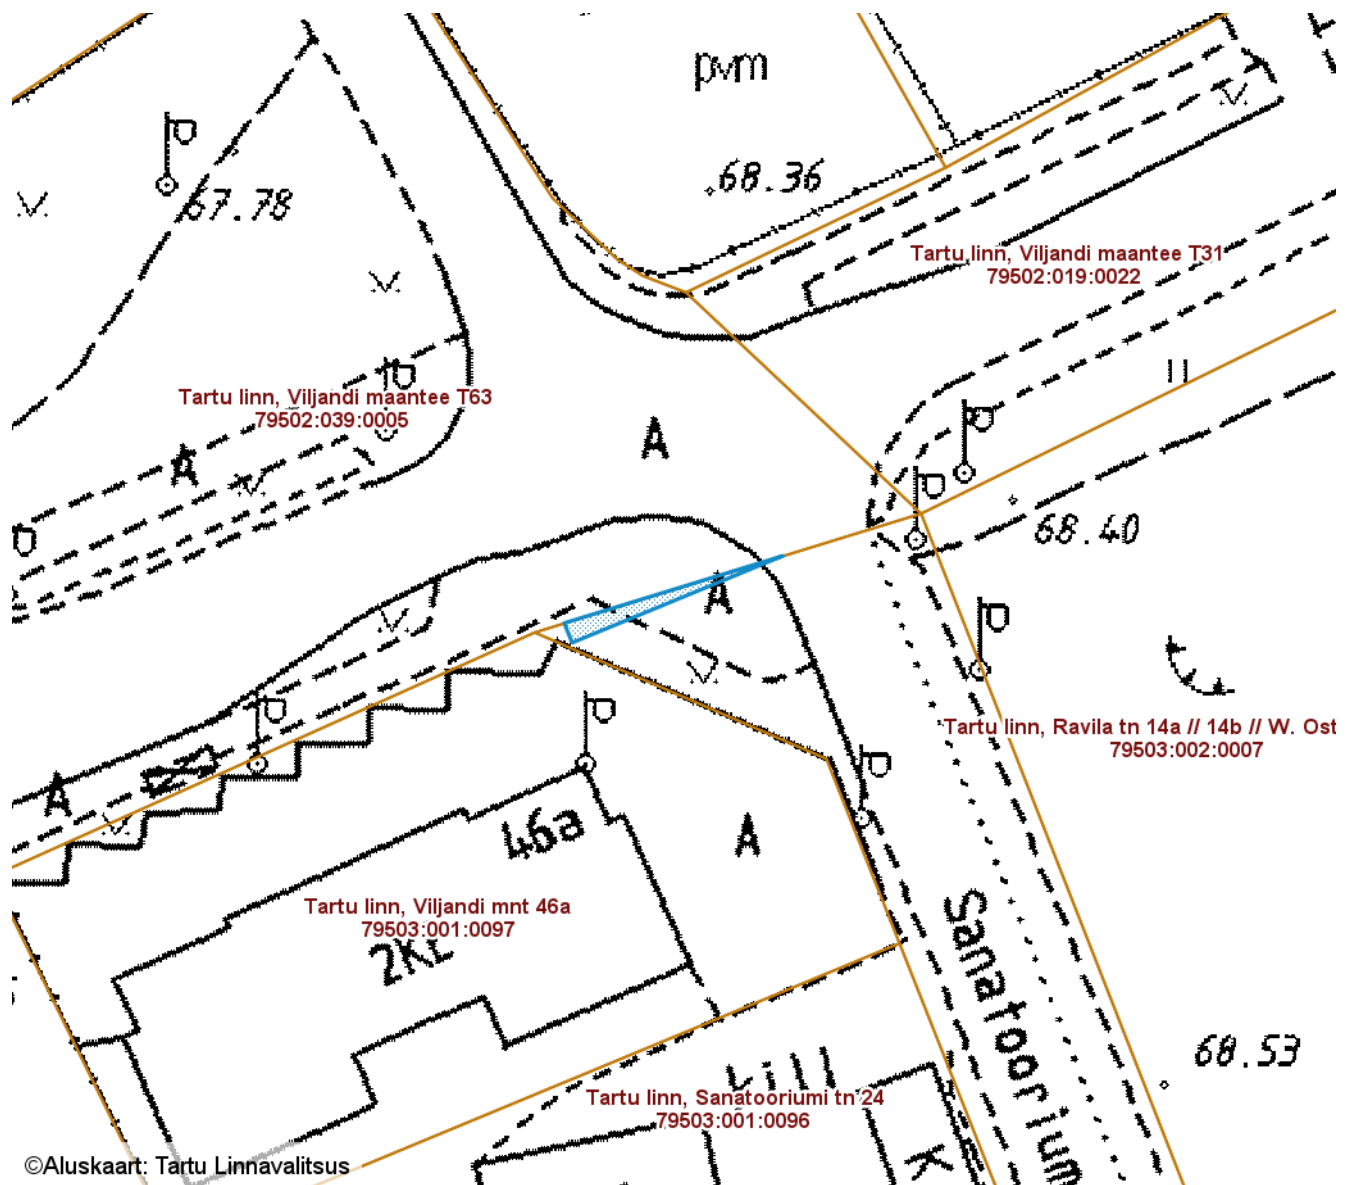 pvm
68.36
67.78
Tartu linn, Viljandi maantee T31
79502:019:0022
Tartu linn, Viljandi maantee T63
79502:039:0005
A
A
68.40
A
Tartu linn, Ravila tn 14a // 14b // W. Ost
79503:002:0007
A
46a
A
Tartu linn, Viljandi mnt 46a
79503:001:0097
Sanatoorium
68.53
Tartu linn, Sanatooriumi tn 24
79503:001:0096
K
©Aluskaart: Tartu Linnavalitsus